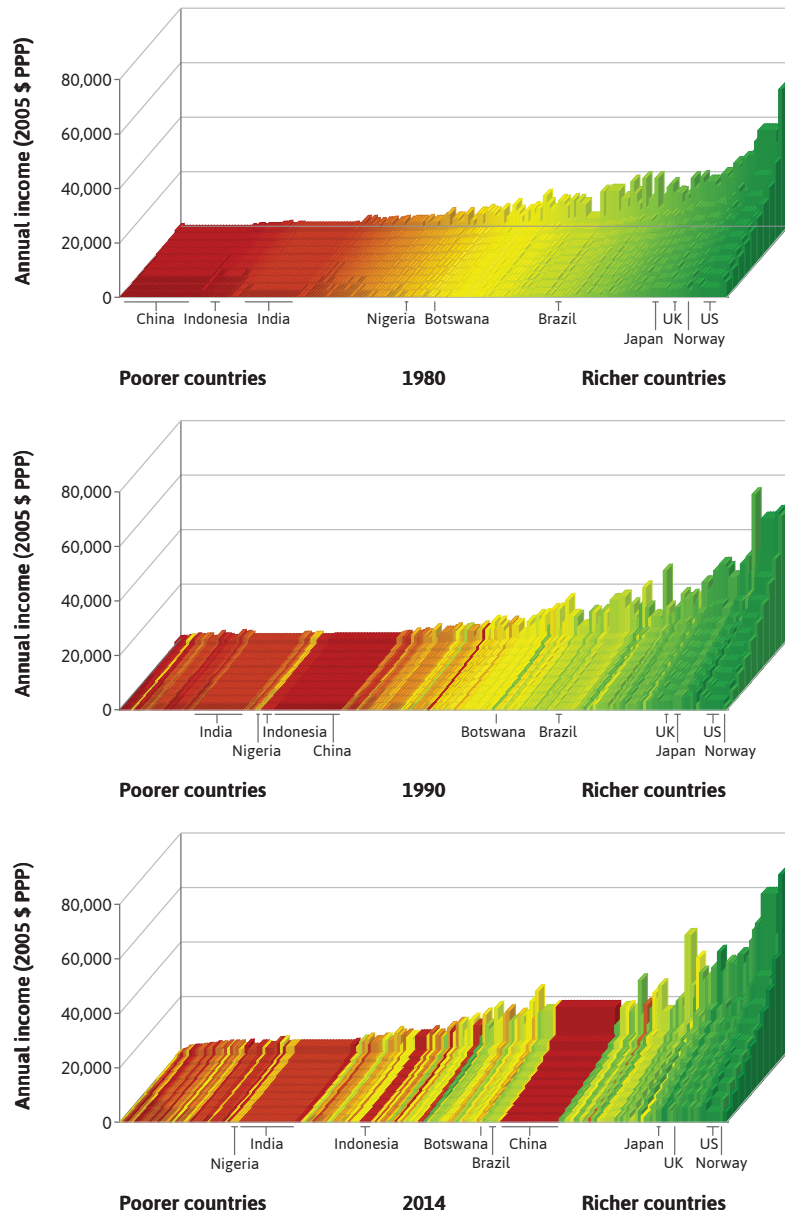 Annual income (2005 $ PPP)
80,000
60,000
40,000
20,000
0
China Indonesia India Nigeria Botswana Brazil UK US
Japan Norway
Poorer countries 1980 Richer countries
Annual income (2005 $ PPP)
80,000
60,000
40,000
20,000
0
India Indonesia Botswana Brazil UK US
Nigeria China Japan Norway
Poorer countries 1990 Richer countries
Annual income (2005 $ PPP)
80,000
60,000
40,000
20,000
0
India Indonesia Botswana China Japan US
Nigeria Brazil UK Norway
Poorer countries 2014 Richer countries